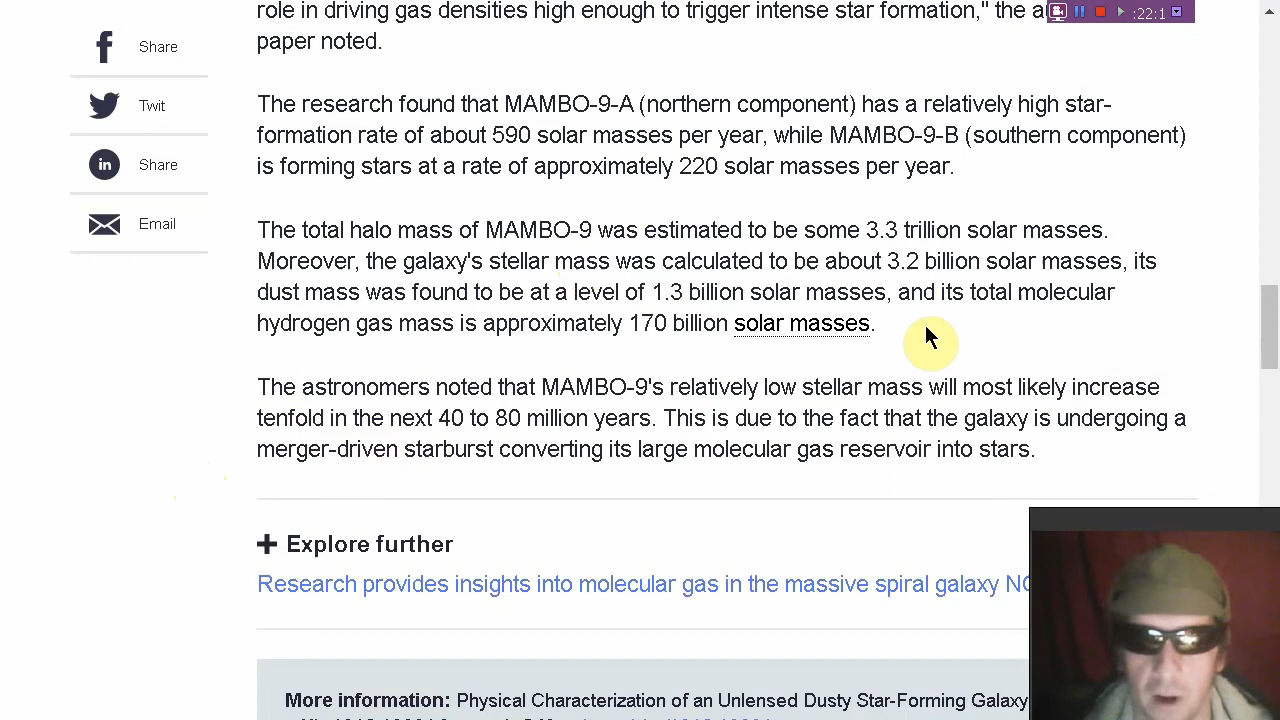 role in driving gas densities high enough to trigger intense star formation," the a
:22:1
paper noted.
Share
Twit
in
Share
Email
The research found that MAMBO-9-A (northern component) has a relatively high star-
formation rate of about 590 solar masses per year, while MAMBO-9-B (southern component)
is forming stars at a rate of approximately 220 solar masses per year.
The total halo mass of MAMBO-9 was estimated to be some 3.3 trillion solar masses.
Moreover, the galaxy's stellar mass was calculated to be about 3.2 billion solar masses, its
dust mass was found to be at a level of 1.3 billion solar masses, and its total molecular
hydrogen gas mass is approximately 170 billion solar masses.
The astronomers noted that MAMBO-9's relatively low stellar mass will most likely increase
tenfold in the next 40 to 80 million years. This is due to the fact that the galaxy is undergoing a
merger-driven starburst converting its large molecular gas reservoir into stars.
Explore further
Research provides insights into molecular gas in the massive spiral galaxy
More information: Physical Characterization of an Unlensed Dusty Star-Forming Galaxy